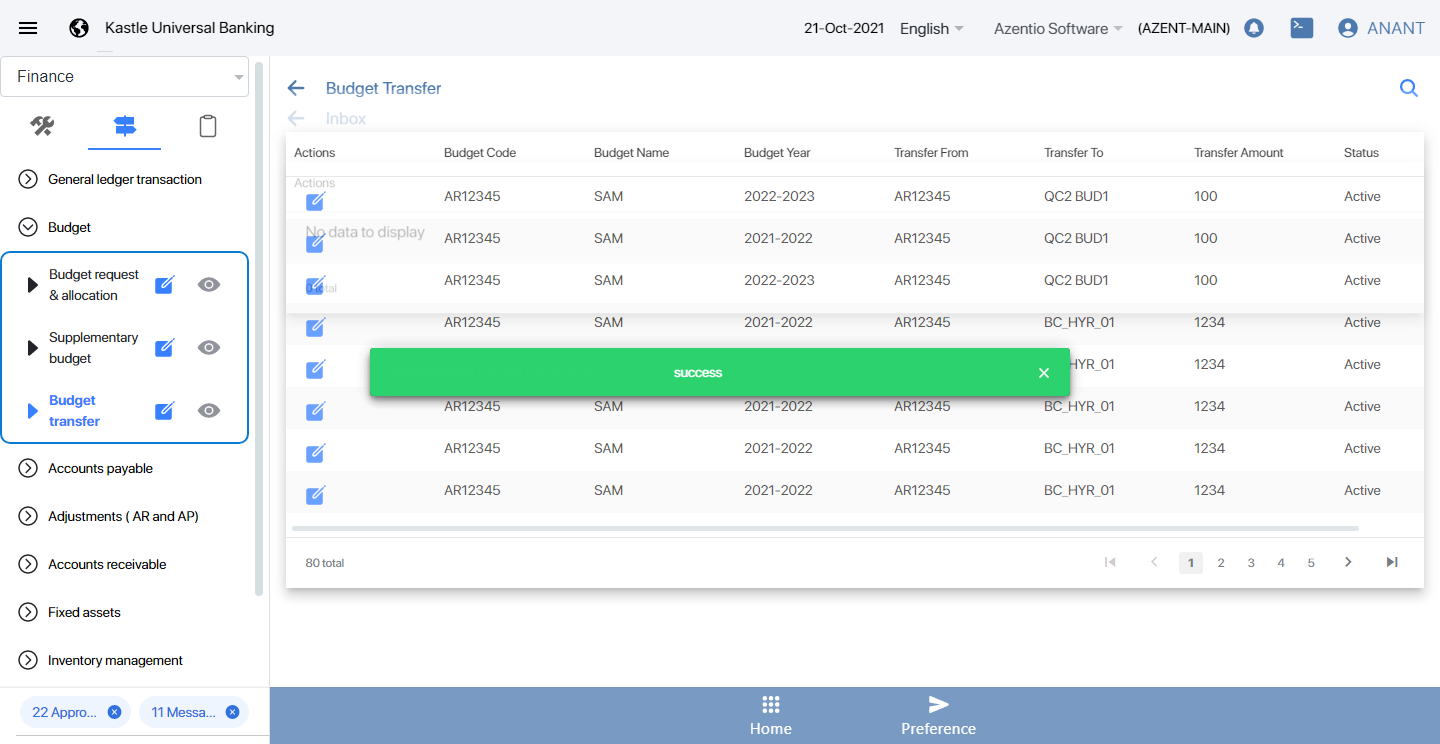 Kastle Universal Banking
21-Oct-2021 English Azentio Software (AZENT-MAIN) ANANT
Finance
General ledger transaction
Budget
Budget request
& allocation
Supplementary
budget
Budget
transfer
Accounts payable
Adjustments ( AR and AP)
Accounts receivable
Fixed assets
Inventory management
22 Appro... 11 Messa...
Budget Transfer
Inbox
Actions Budget Code Budget Name Budget Year Transfer From Transfer To Transfer Amount Status
Actions
AR12345 SAM 2022-2023 AR12345 QC2 BUD1 100 Active
No data to display
AR12345 SAM 2021-2022 AR12345 QC2 BUD1 100 Active
AR12345 SAM 2022-2023 AR12345 QC2 BUD1 100 Active
0 total
AR12345 SAM 2021-2022 AR12345 BC_HYR_01 1234 Active
_HYR_01 1234 Active
success
AR12345 SAM 2021-2022 AR12345 BC_HYR_01 1234 Active
AR12345 SAM 2021-2022 AR12345 BC_HYR_01 1234 Active
AR12345 SAM 2021-2022 AR12345 BC_HYR_01 1234 Active
80 total 1 2 3 4 5
Home Preference